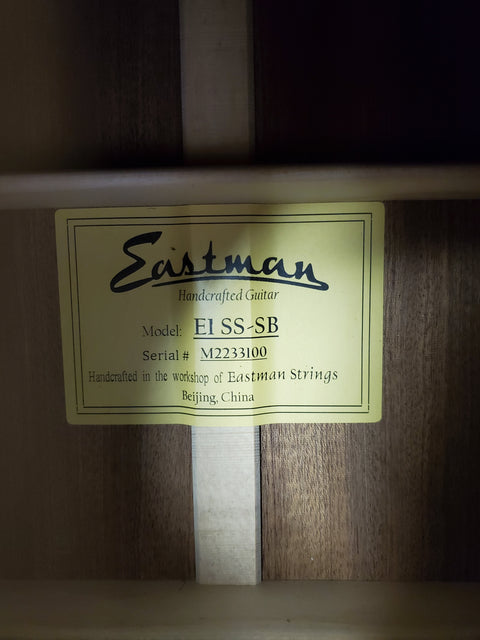 Eastman
Handcrafted Guitar
Model: E1 SS-SB
Serial # M2233100
Handcrafted in the workshop of Eastman Strings
Beijing, China